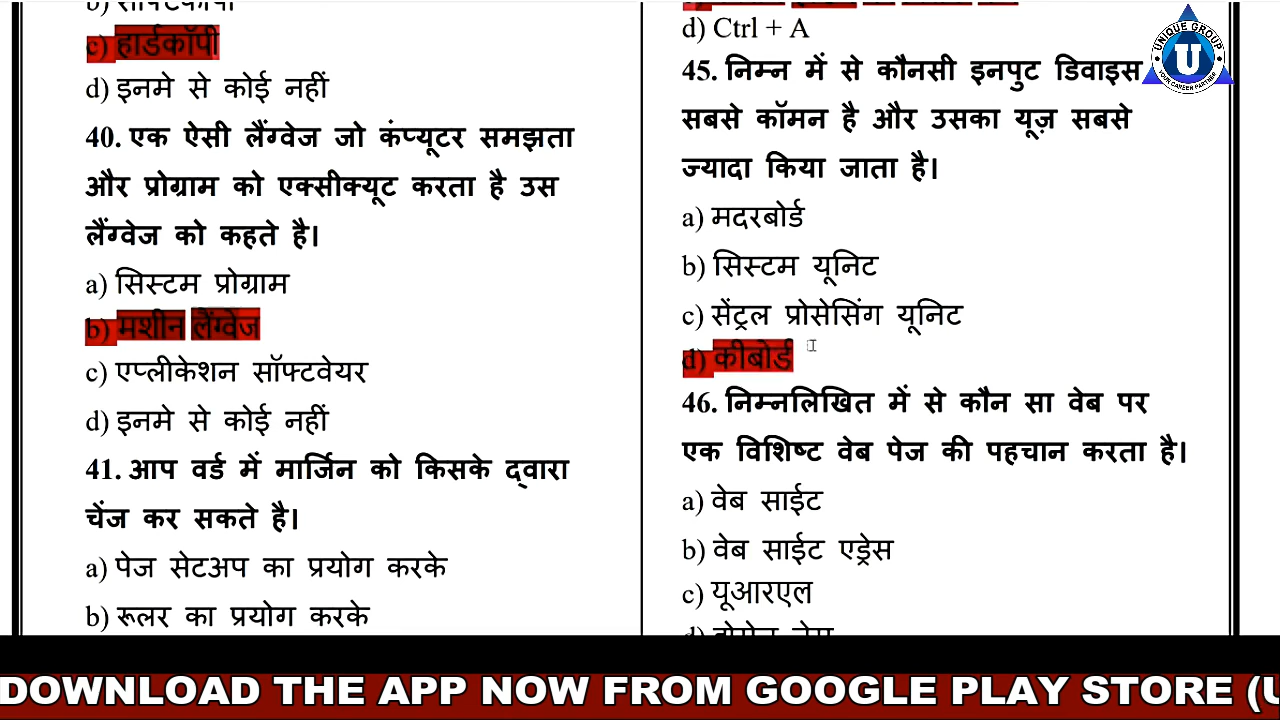 c) हार्डकॉपी
d) इनमे से कोई नहीं
40. एक ऐसी लैंग्वेज जो कंप्यूटर समझता
और प्रोग्राम को एक्सीक्यूट करता है उस
लैंग्वेज को कहते है।
a) सिस्टम प्रोग्राम
b) मशीन लैंग्वेज
c) एप्लीकेशन सॉफ्टवेयर
d) इनमे से कोई नहीं
41. आप वर्ड में मार्जिन को किसके द्वारा
चेंज कर सकते है।
a) पेज सेटअप का प्रयोग करके
b) रूलर का प्रयोग करके
d) Ctrl + A
45. निम्न में से कौनसी इनपुट डिवाइस
सबसे कॉमन है और उसका यूज़ सबसे
ज्यादा किया जाता है।
a) मदरबोर्ड
b) सिस्टम यूनिट
c) सेंट्रल प्रोसेसिंग यूनिट
d) कीबोर्ड
46. निम्नलिखित में से कौन सा वेब पर
एक विशिष्ट वेब पेज की पहचान करता है।
a) वेब साईट
b) वेब साईट एड्रेस
c) यूआरएल
UNIQUE GROUP
U
YOUR CAREER PARTNER
DOWNLOAD THE APP NOW FROM GOOGLE PLAY STORE (U